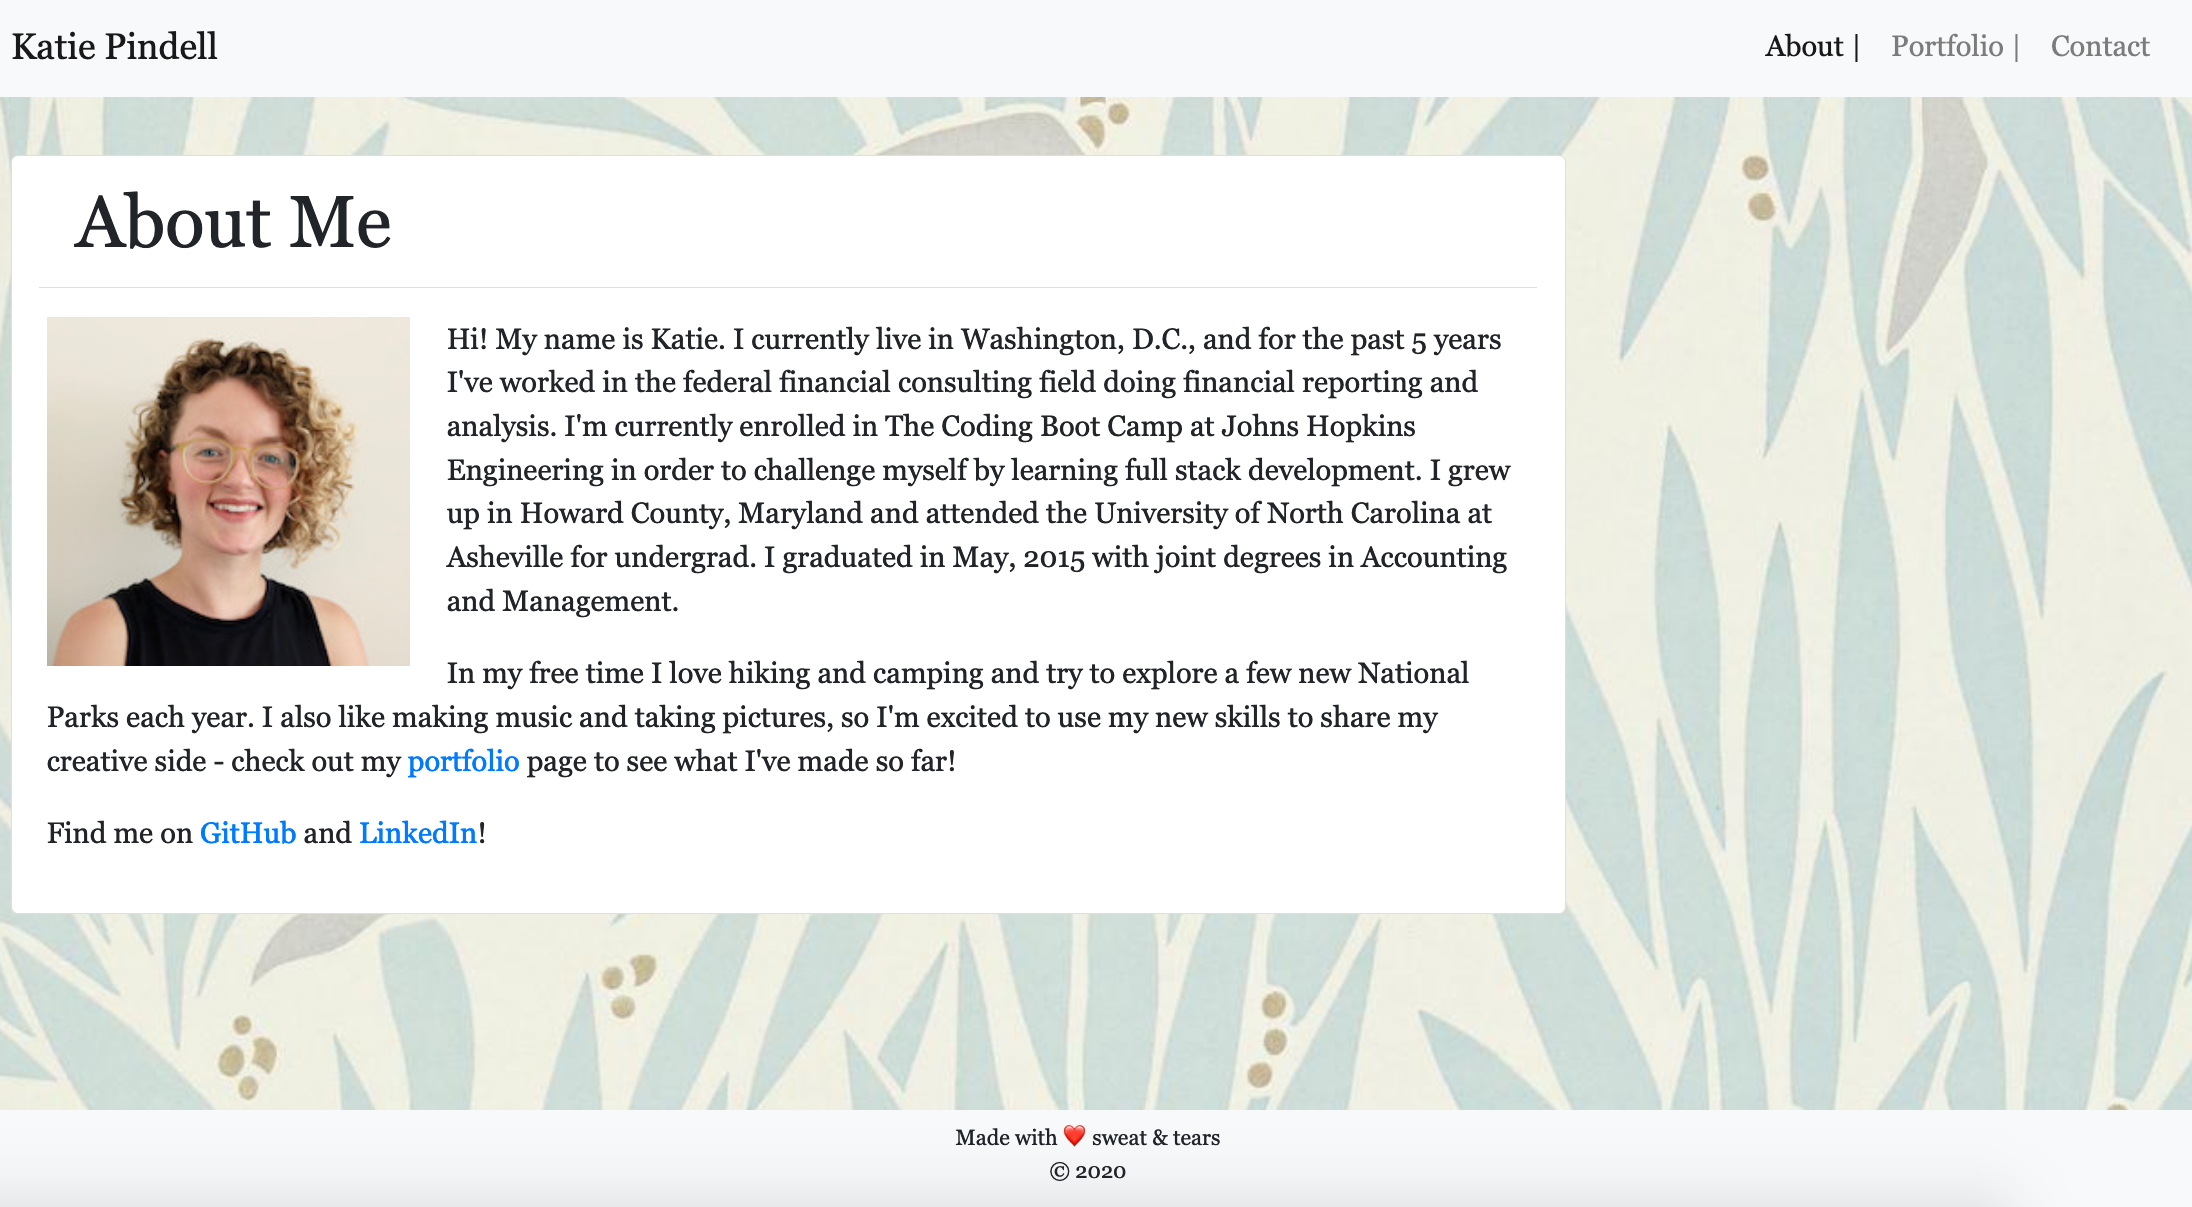 Katie Pindell
About | Portfolio | Contact
About Me
Hi! My name is Katie. I currently live in Washington, D.C., and for the past 5 years
I've worked in the federal financial consulting field doing financial reporting and
analysis. I'm currently enrolled in The Coding Boot Camp at Johns Hopkins
Engineering in order to challenge myself by learning full stack development. I grew
up in Howard County, Maryland and attended the University of North Carolina at
Asheville for undergrad. I graduated in May, 2015 with joint degrees in Accounting
and Management.
In my free time I love hiking and camping and try to explore a few new National
Parks each year. I also like making music and taking pictures, so I'm excited to use my new skills to share my
creative side - check out my portfolio page to see what I've made so far!
Find me on GitHub and LinkedIn!
Made with ❤️ sweat & tears
© 2020